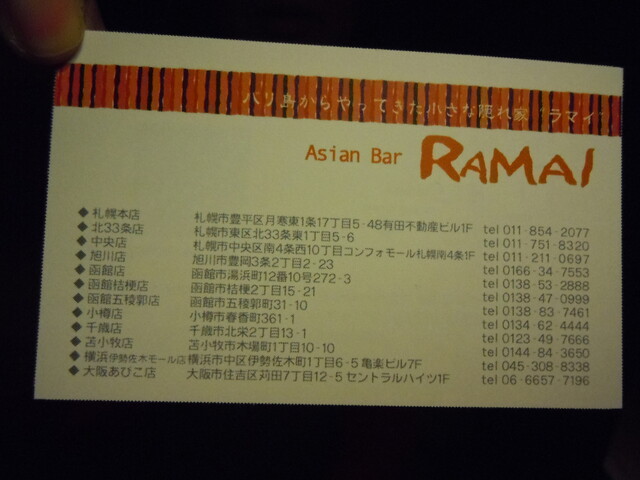 バリ島からやってきた小さな隠れ家 "ラマイ"
Asian Bar RAMAI
◆札幌本店 札幌市豊平区月寒東1条17丁目5-48有田不動産ビル1F tel 011-854-2077
◆北33条店 札幌市東区北33条東1丁目5-6 tel 011-751-8320
◆中央店 札幌市中央区南4条西10丁目コンフォモール札幌南4条1F tel 011-211-0697
◆旭川店 旭川市豊岡3条2丁目2-23 tel 0166-34-7553
◆函館店 函館市湯浜町12番10号272-3 tel 0138-53-2888
◆函館桔梗店 函館市桔梗2丁目15-21 tel 0138-47-0999
◆函館五稜郭店 函館市五稜郭町31-10 tel 0138-83-7461
◆小樽店 小樽市春香町361-1 tel 0134-62-4444
◆千歳店 千歳市北栄2丁目13-1 tel 0123-49-7666
◆苫小牧店 苫小牧市木場町1丁目10-10 tel 0144-84-3650
◆横浜伊勢佐木モール店 横浜市中区伊勢佐木町1丁目6-5亀楽ビル7F tel 045-308-8338
◆大阪あびこ店 大阪市住吉区苅田7丁目12-5セントラルハイツ1F tel 06-6657-7196